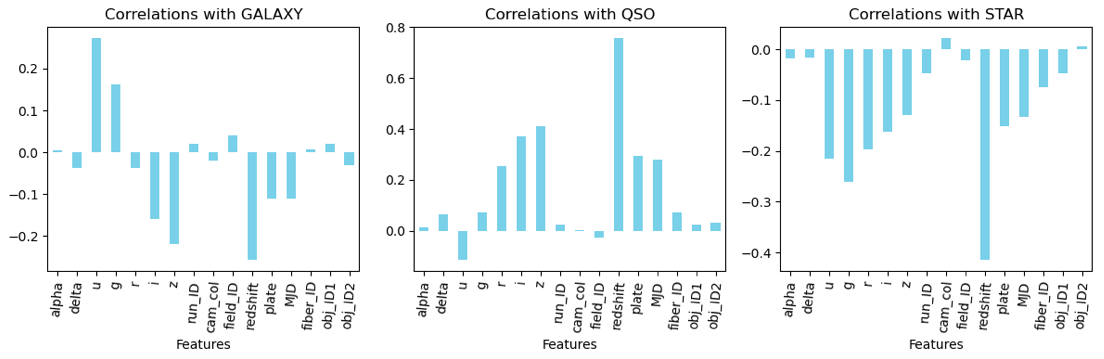 Correlations with GALAXY
0.2
0.1
0.0
−0.1
−0.2
alpha
delta
u
g
r
i
z
run_ID
cam_col
field_ID
redshift
plate
MJD
fiber_ID
obj_ID1
obj_ID2
Features
Correlations with QSO
0.8
0.6
0.4
0.2
0.0
alpha
delta
u
g
r
i
z
run_ID
cam_col
field_ID
redshift
plate
MJD
fiber_ID
obj_ID1
obj_ID2
Features
Correlations with STAR
0.0
−0.1
−0.2
−0.3
−0.4
alpha
delta
u
g
r
i
z
run_ID
cam_col
field_ID
redshift
plate
MJD
fiber_ID
obj_ID1
obj_ID2
Features